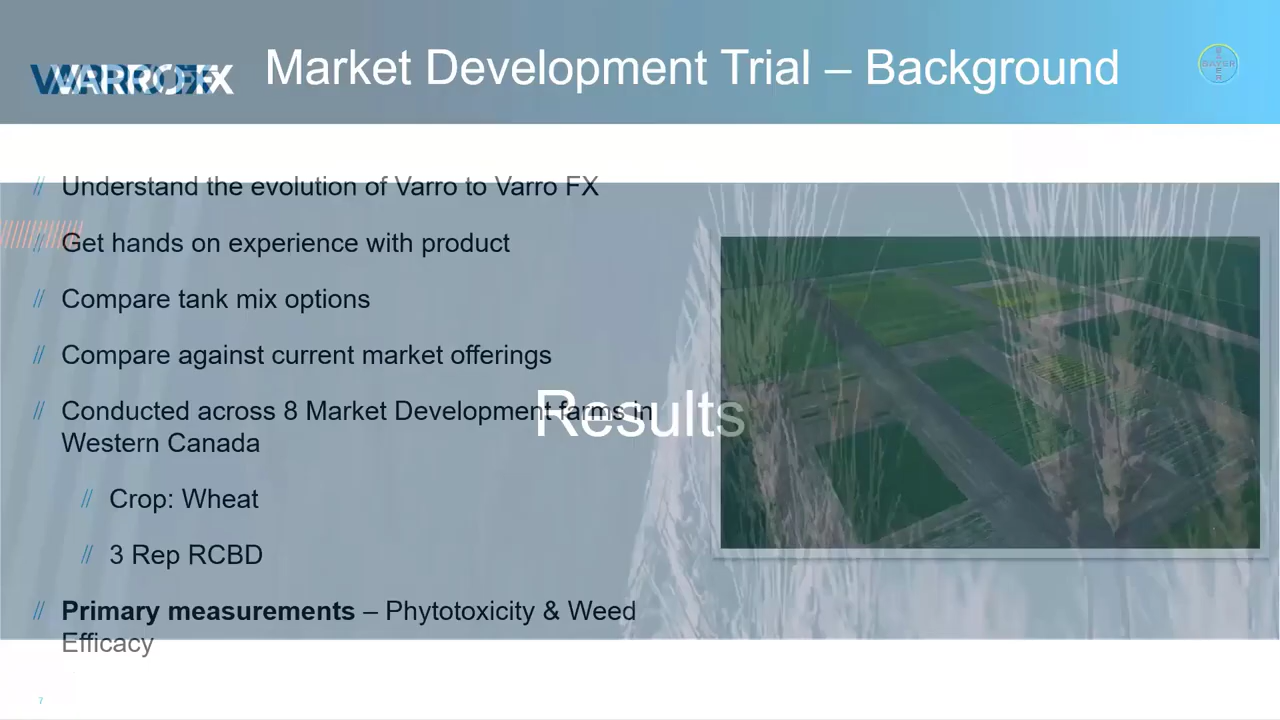 VARRO FX
Market Development Trial – Background
BAYER
// Understand the evolution of Varro to Varro FX
// Get hands on experience with product
// Compare tank mix options
// Compare against current market offerings
// Conducted across 8 Market Development farms in
Western Canada
Results
// Crop: Wheat
// 3 Rep RCBD
// Primary measurements – Phytotoxicity & Weed
Efficacy
7